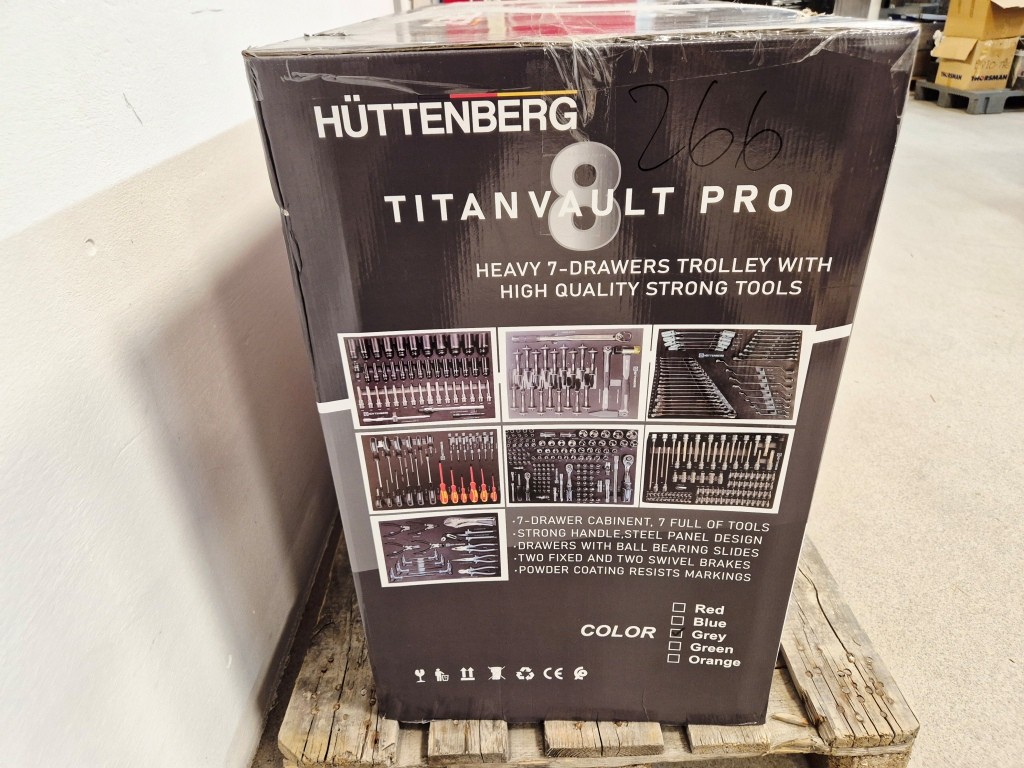 HÜTTENBERG
266
8
TITANVAULT PRO
HEAVY 7-DRAWERS TROLLEY WITH
HIGH QUALITY STRONG TOOLS
·7-DRAWER CABINENT, 7 FULL OF TOOLS
·STRONG HANDLE,STEEL PANEL DESIGN
·DRAWERS WITH BALL BEARING SLIDES
·TWO FIXED AND TWO SWIVEL BRAKES
·POWDER COATING RESISTS MARKINGS
COLOR
Red
Blue
Grey
Green
Orange
CE